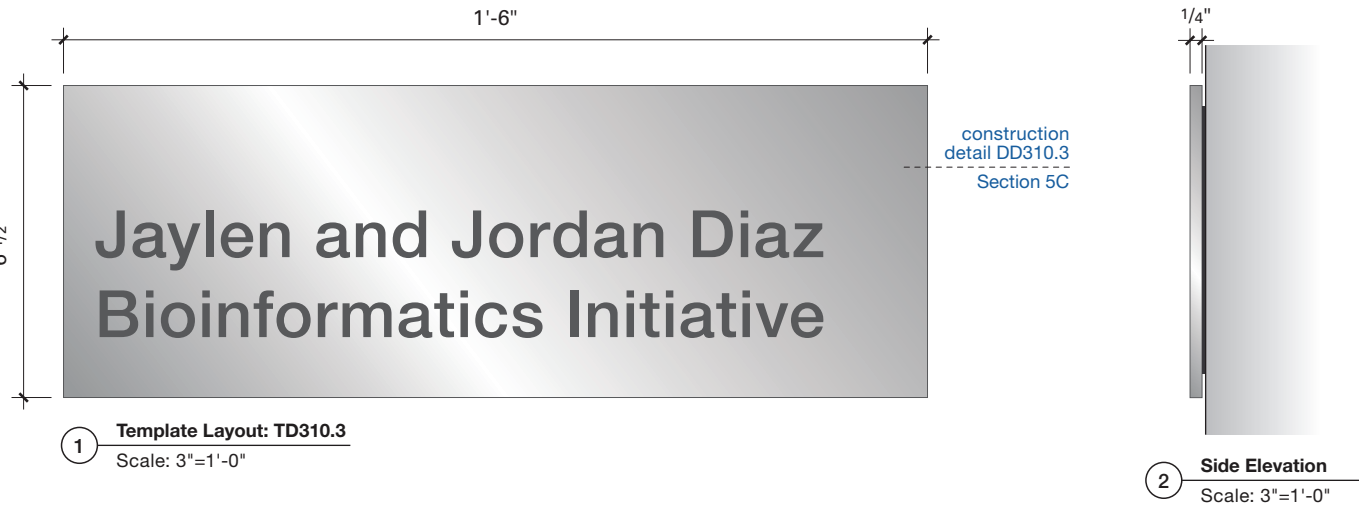 1'-6"
1/4"
construction
detail DD310.3
Section 5C
Jaylen and Jordan Diaz
Bioinformatics Initiative
1 Template Layout: TD310.3
Scale: 3"=1'-0"
2 Side Elevation
Scale: 3"=1'-0"